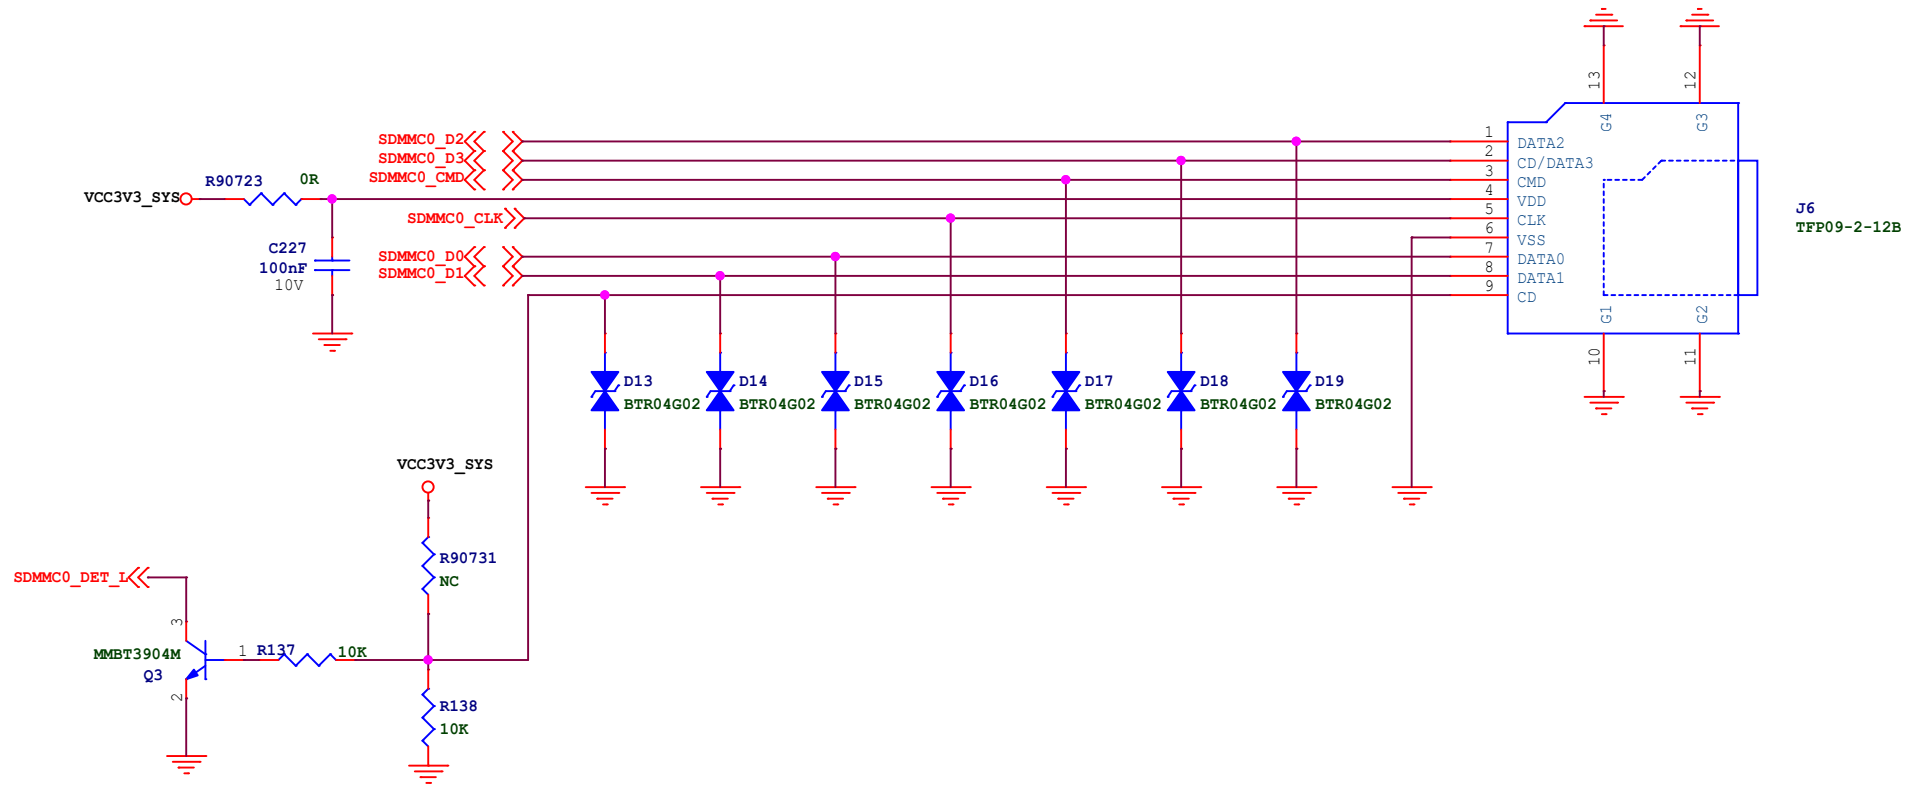 13
12
G4
G3
SDMMC0_D2
1
DATA2
SDMMC0_D3
2
CD/DATA3
SDMMC0_CMD
3
CMD
R90723
0R
VCC3V3_SYS
4
VDD
SDMMC0_CLK
5
CLK
J6
TFP09-2-12B
6
VSS
C227
100nF
10V
SDMMC0_D0
7
DATA0
SDMMC0_D1
8
DATA1
9
CD
G1
G2
10
11
D13
BTR04G02
D14
BTR04G02
D15
BTR04G02
D16
BTR04G02
D17
BTR04G02
D18
BTR04G02
D19
BTR04G02
VCC3V3_SYS
R90731
NC
SDMMC0_DET_L
3
MMBT3904M
Q3
1
R137
10K
2
R138
10K